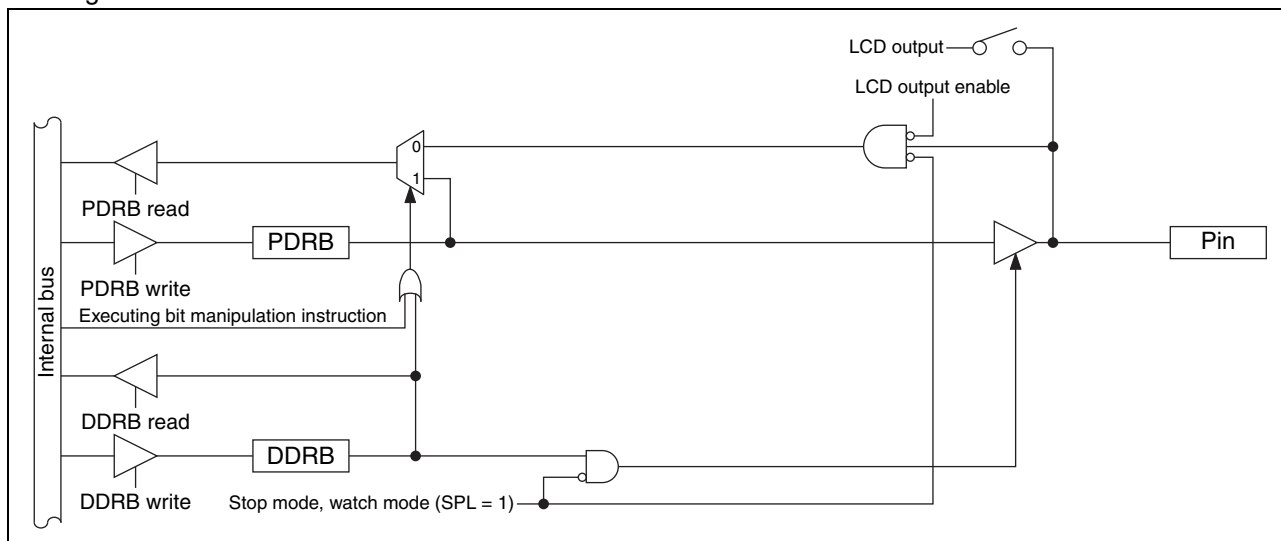 LCD output
LCD output enable
0
1
PDRB read
PDRB
Pin
PDRB write
Executing bit manipulation instruction
Internal bus
DDRB read
DDRB
DDRB write
Stop mode, watch mode (SPL = 1)